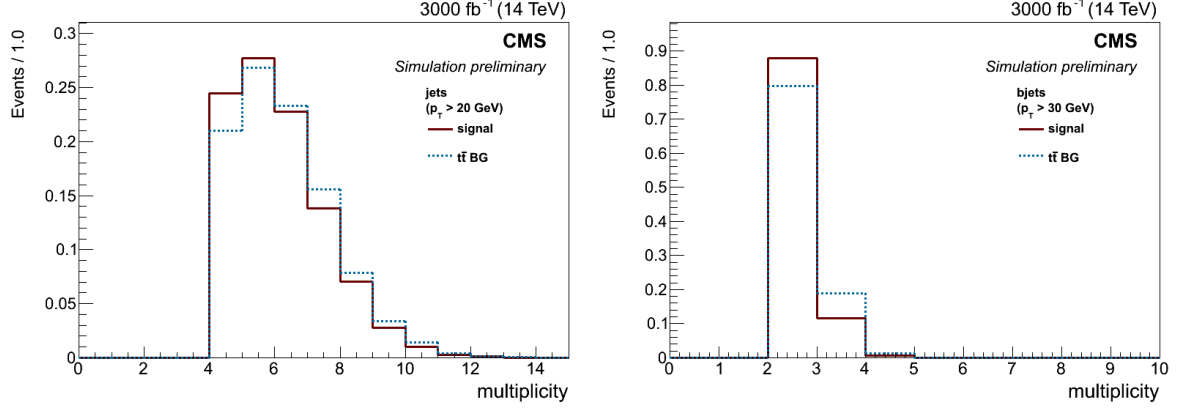 3000 fb⁻¹ (14 TeV)
Events / 1.0
0.3
0.25
0.2
0.15
0.1
0.05
0
CMS
Simulation preliminary
jets
(p_T > 20 GeV)
signal
tt̄ BG
0 2 4 6 8 10 12 14
multiplicity
3000 fb⁻¹ (14 TeV)
Events / 1.0
0.9
0.8
0.7
0.6
0.5
0.4
0.3
0.2
0.1
0
CMS
Simulation preliminary
bjets
(p_T > 30 GeV)
signal
tt̄ BG
0 1 2 3 4 5 6 7 8 9 10
multiplicity